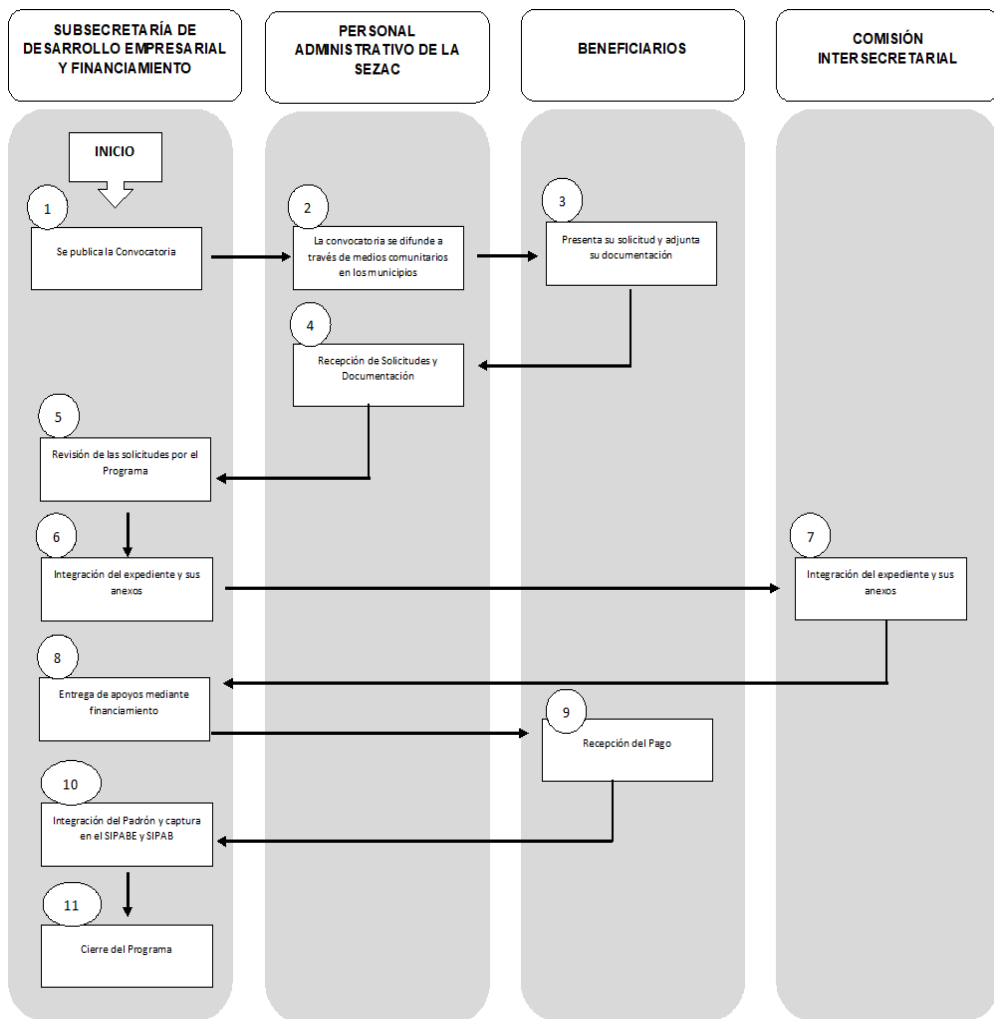 SUBSECRETARÍA DE
DESARROLLO EMPRESARIAL
Y FINANCIAMIENTO
PERSONAL
ADMINISTRATIVO DE LA
SEZAC
BENEFICIARIOS
COMISIÓN
INTERSECRETARIAL
INICIO
1
Se publica la Convocatoria
2
La convocatoria se difunde a
través de medios comunitarios
en los municipios
3
Presenta su solicitud y adjunta
su documentación
4
Recepción de Solicitudes y
Documentación
5
Revisión de las solicitudes por el
Programa
6
Integración del expediente y sus
anexos
7
Integración del expediente y sus
anexos
8
Entrega de apoyos mediante
financiamiento
9
Recepción del Pago
10
Integración del Padrón y captura
en el SIPABE y SIPAB
11
Cierre del Programa